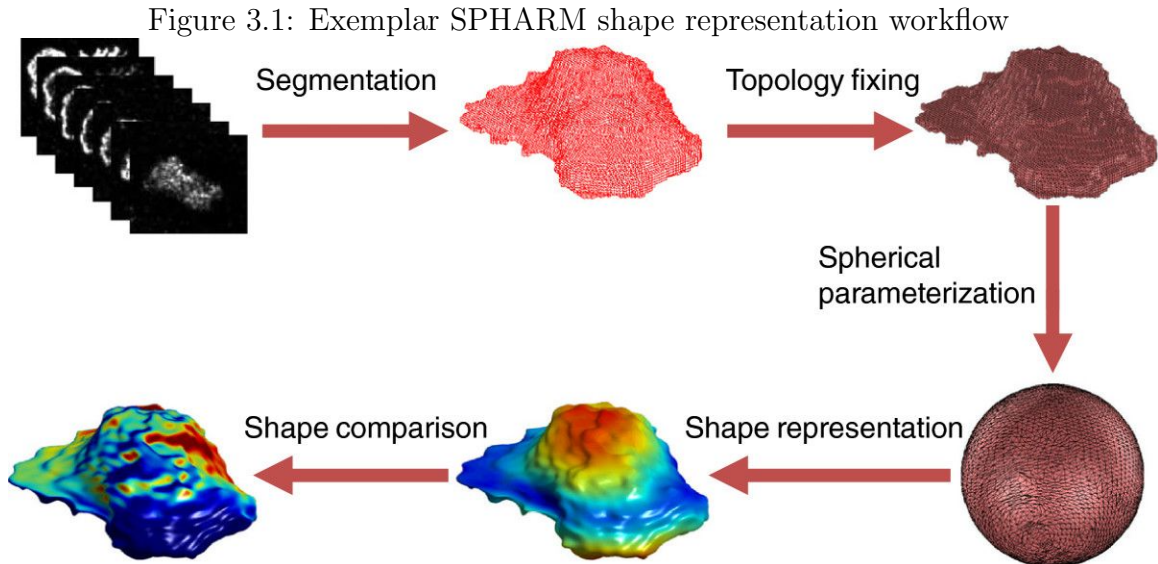 Figure 3.1: Exemplar SPHARM shape representation workflow
Segmentation
Topology fixing
Spherical
parameterization
Shape representation
Shape comparison